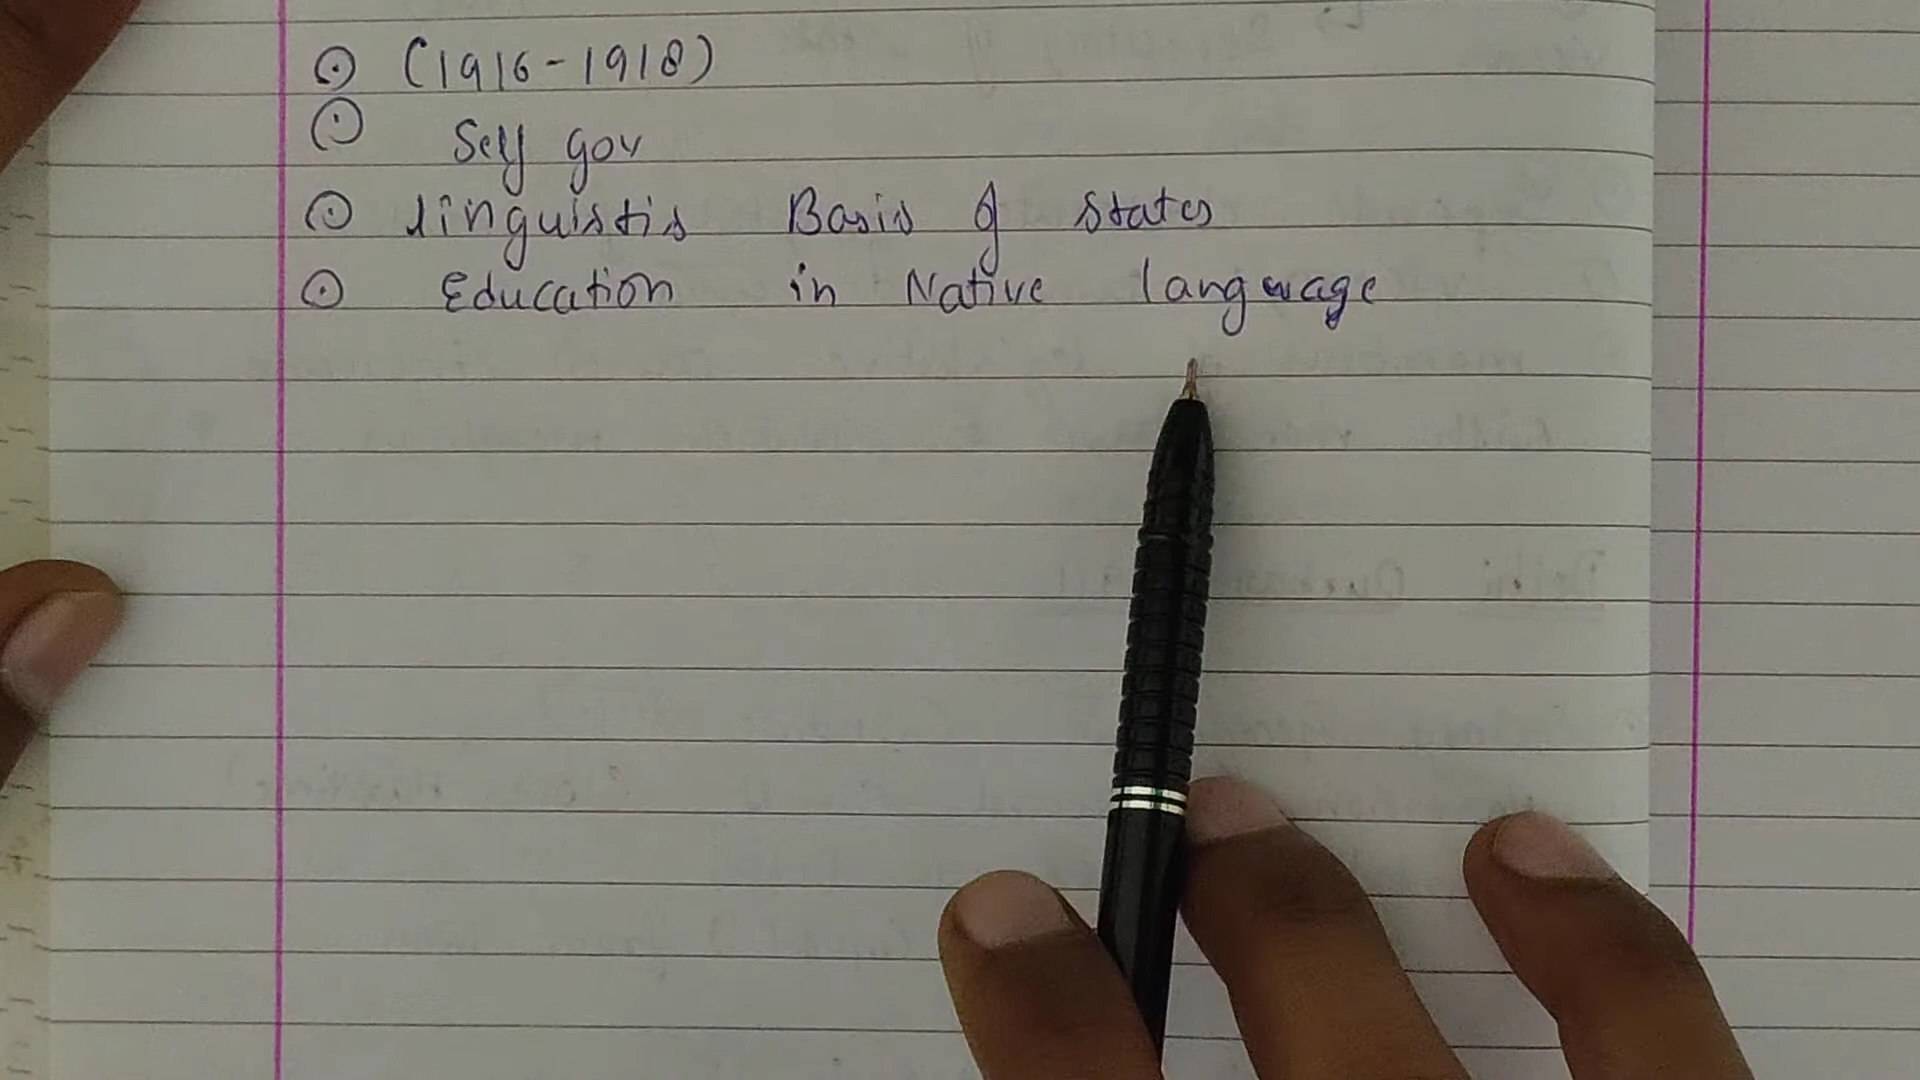 (1916-1918)
Self gov
linguistis Basis of states
Education in Native language